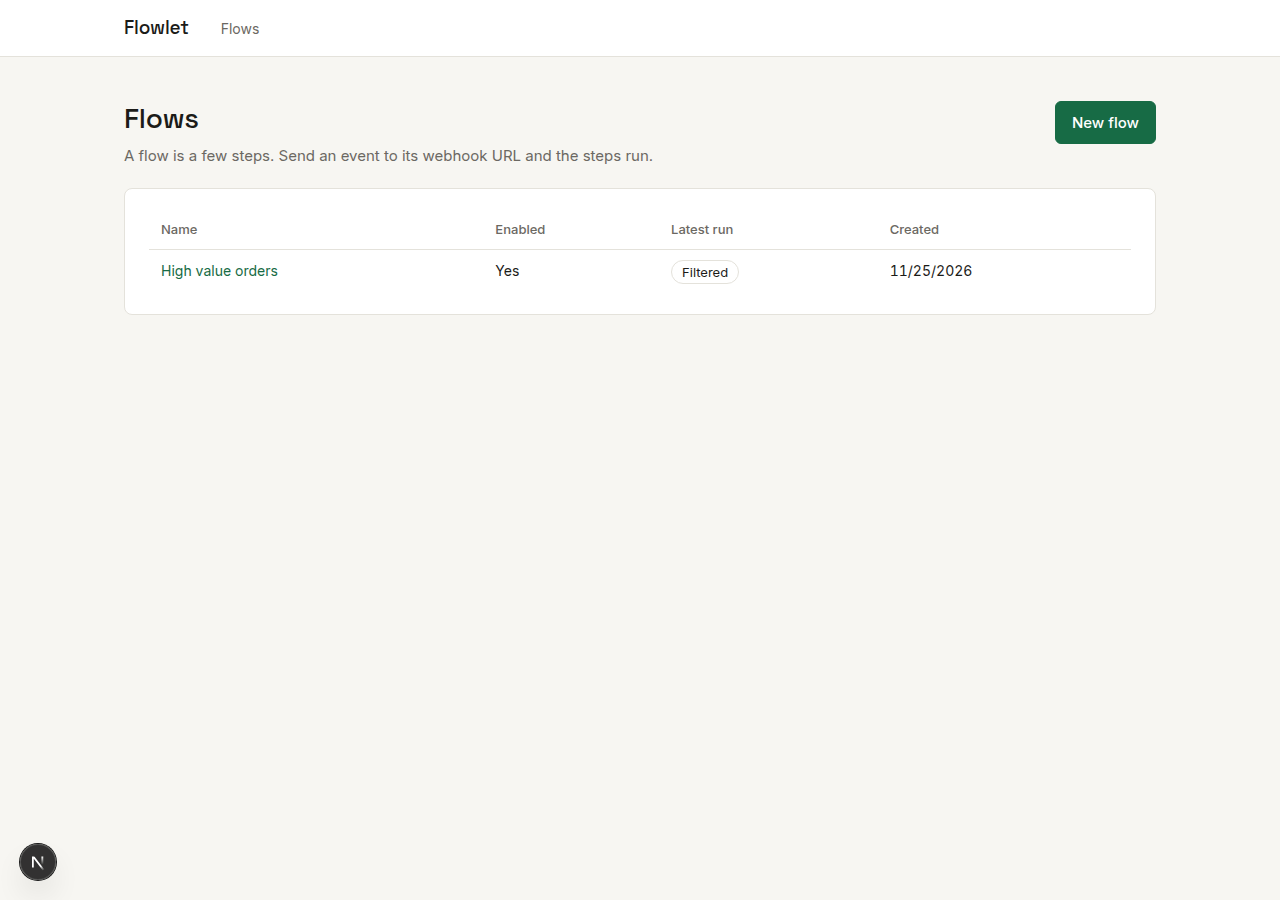 Flowlet Flows
Flows
New flow
A flow is a few steps. Send an event to its webhook URL and the steps run.
Name Enabled Latest run Created
High value orders Yes Filtered 11/25/2026
N